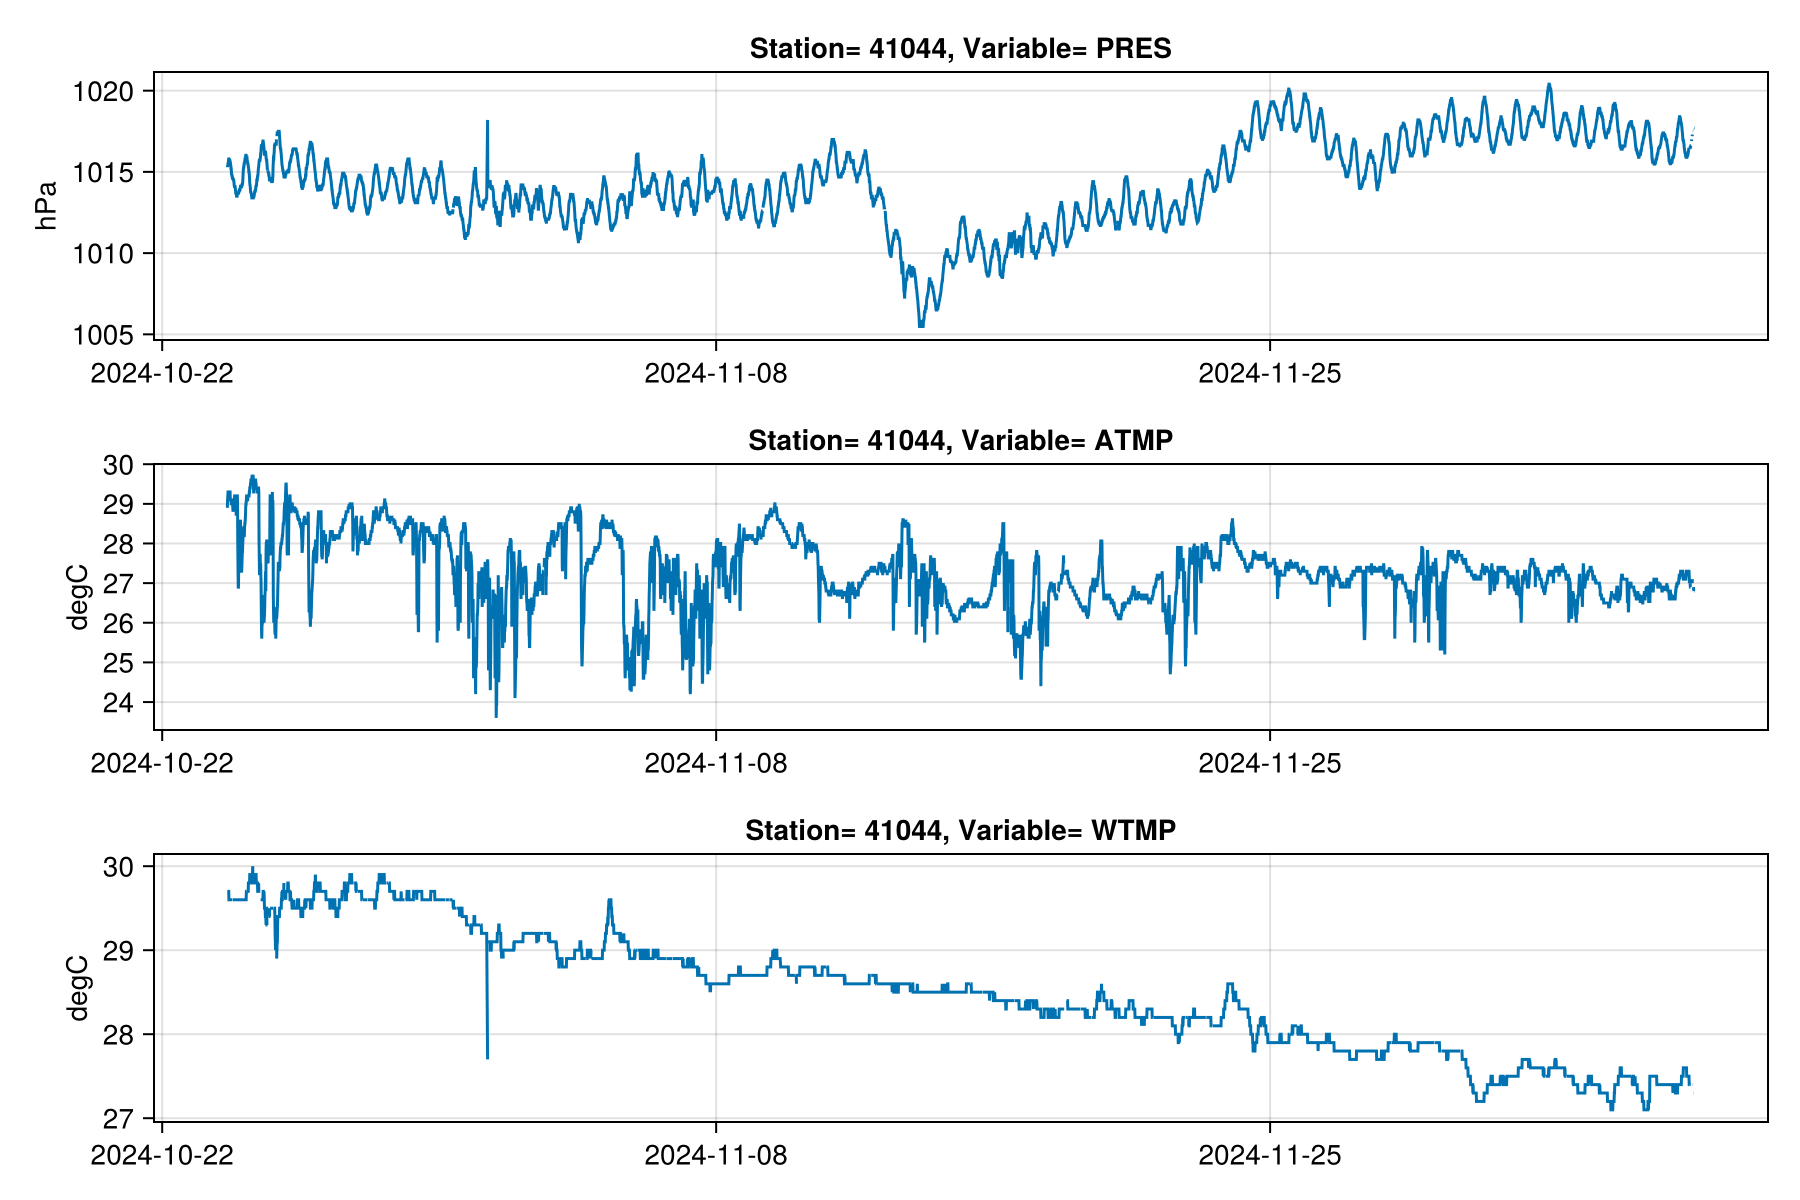 Station= 41044, Variable= PRES
1020
1015
1010
1005
hPa
2024-10-22 2024-11-08 2024-11-25
Station= 41044, Variable= ATMP
30
29
28
27
26
25
24
degC
2024-10-22 2024-11-08 2024-11-25
Station= 41044, Variable= WTMP
30
29
28
27
degC
2024-10-22 2024-11-08 2024-11-25